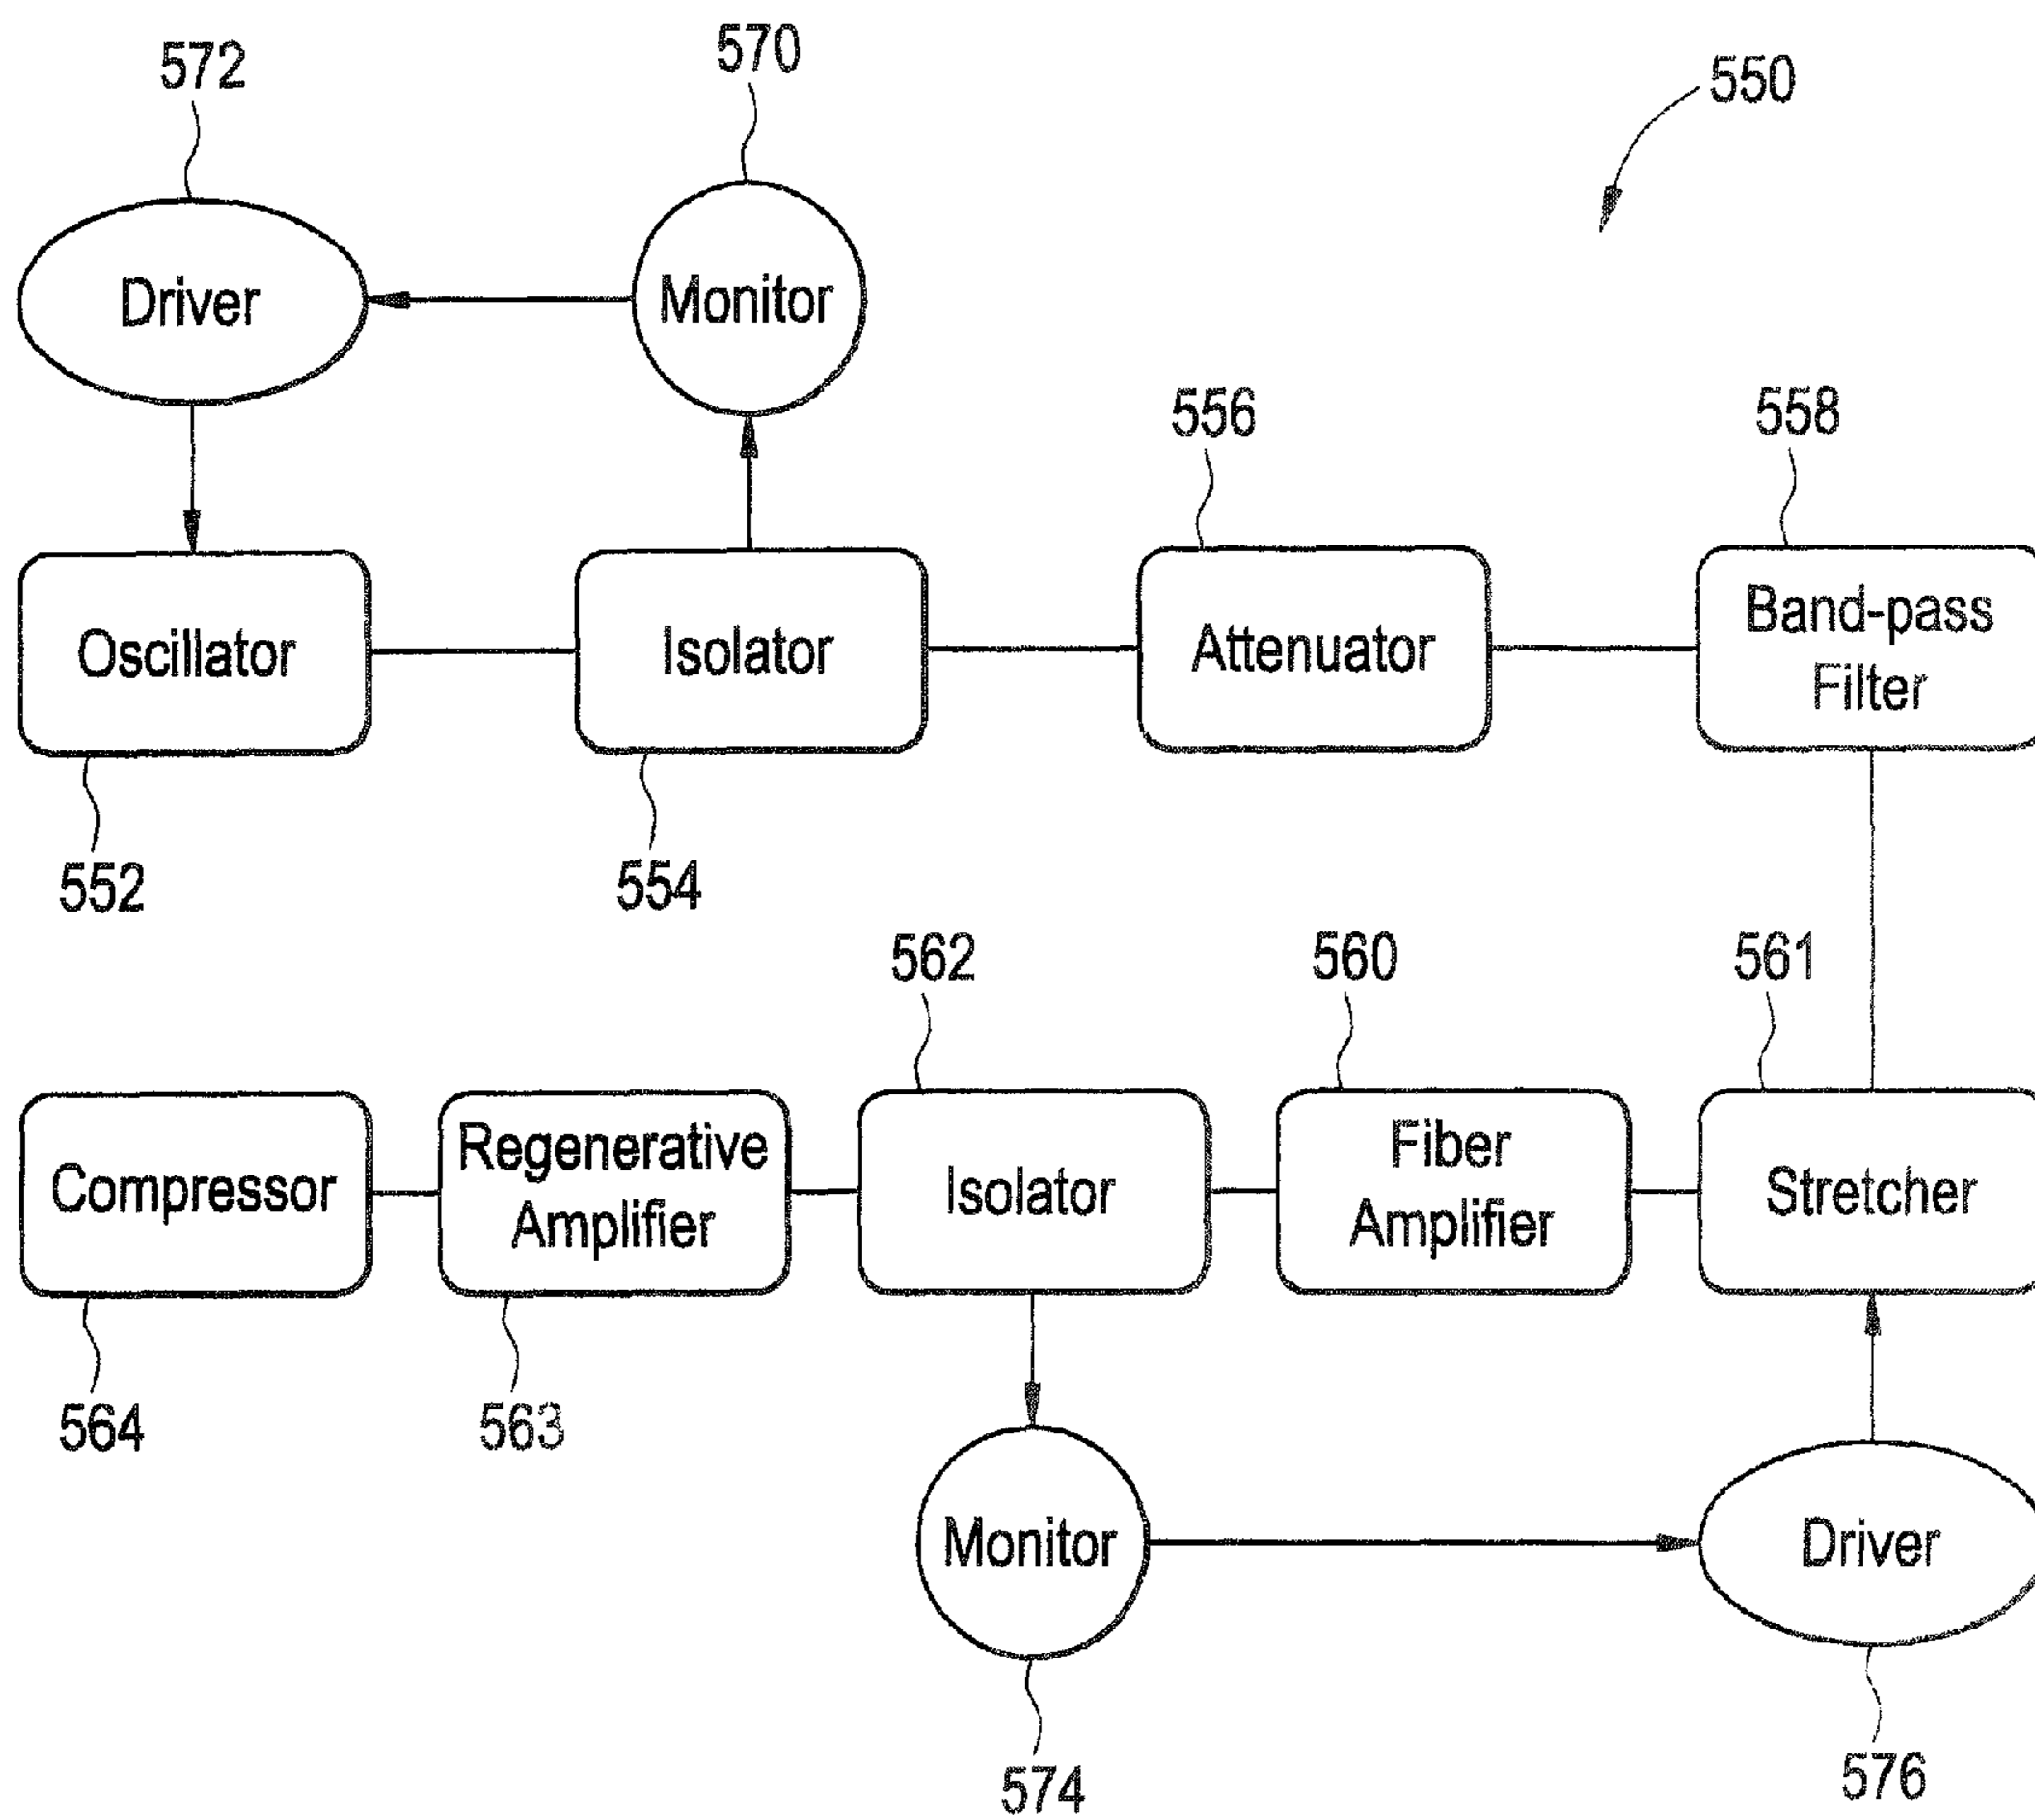 572
570
550
Driver
Monitor
556
558
Oscillator
Isolator
Attenuator
Band-pass
Filter
552
554
562
560
561
Compressor
Regenerative
Amplifier
Isolator
Fiber
Amplifier
Stretcher
564
563
Monitor
Driver
574
576